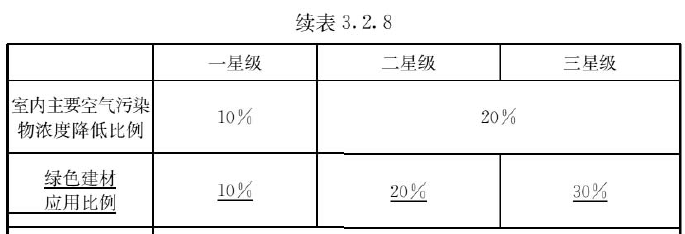 续表 3.2.8
一星级 二星级 三星级
室内主要空气污染
物浓度降低比例
10%
20%
绿色建材
应用比例
10%
20%
30%